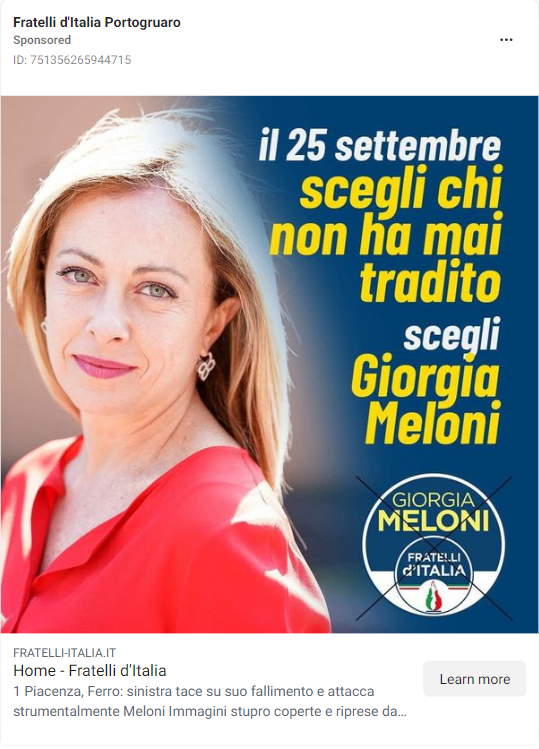 Fratelli d'Italia Portogruaro
Sponsored
ID: 751356265944715
il 25 settembre
scegli chi
non ha mai
tradito
scegli
Giorgia
Meloni
GIORGIA
MELONI
FRATELLI
d'ITALIA
FRATELLI-ITALIA.IT
Home - Fratelli d'Italia
1 Piacenza, Ferro: sinistra tace su suo fallimento e attacca
strumentalmente Meloni Immagini stupro coperte e riprese da...
Learn more